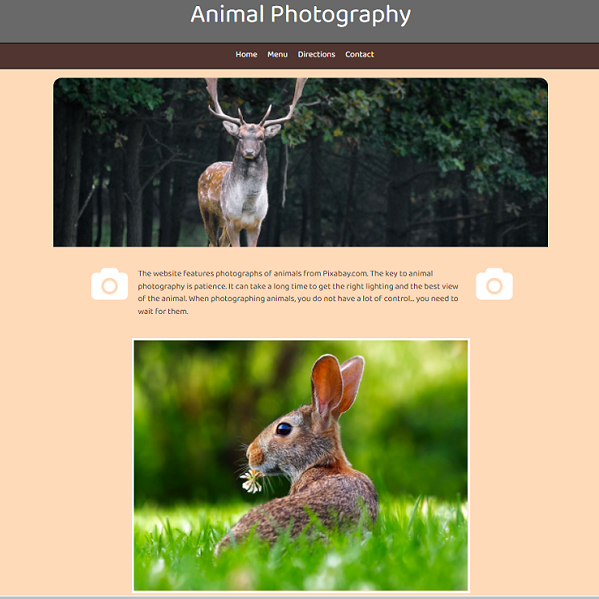 Animal Photography
Home Menu Directions Contact
The website features photographs of animals from Pixabay.com. The key to animal
photography is patience. It can take a long time to get the right lighting and the best view
of the animal. When photographing animals, you do not have a lot of control... you need to
wait for them.